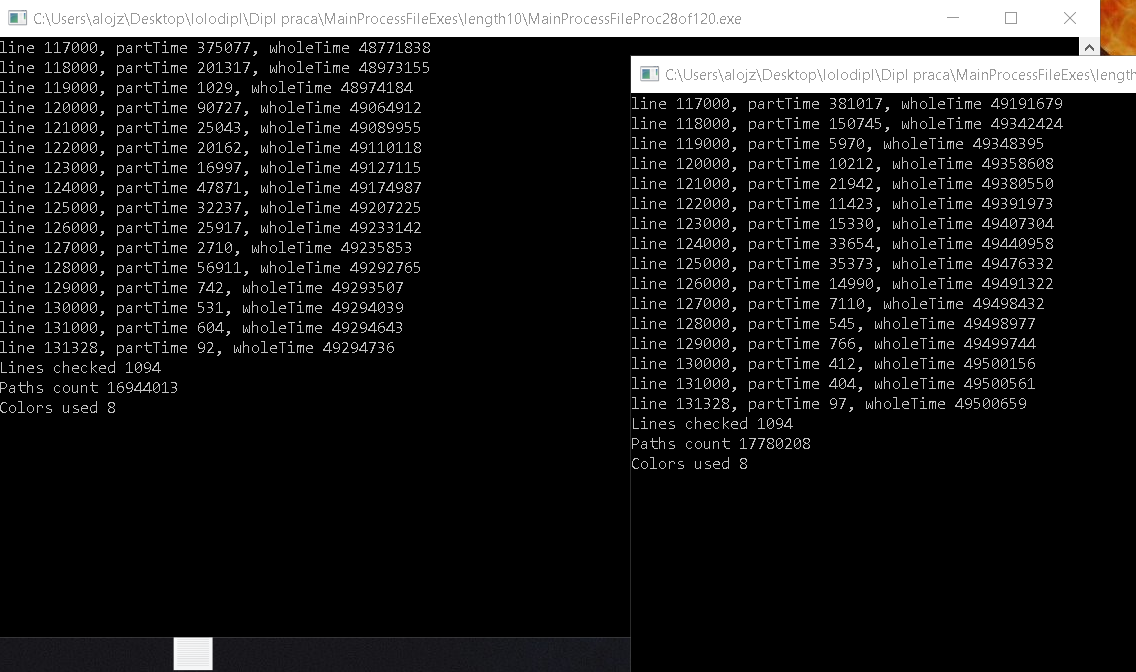 C:\Users\alojz\Desktop\lolodipl\Dipl praca\MainProcessFileExes\length10\MainProcessFileProc28of120.exe
line 117000, partTime 375077, wholeTime 48771838
line 118000, partTime 201317, wholeTime 48973155
line 119000, partTime 1029, wholeTime 48974184
line 120000, partTime 90727, wholeTime 49064912
line 121000, partTime 25043, wholeTime 49089955
line 122000, partTime 20162, wholeTime 49110118
line 123000, partTime 16997, wholeTime 49127115
line 124000, partTime 47871, wholeTime 49174987
line 125000, partTime 32237, wholeTime 49207225
line 126000, partTime 25917, wholeTime 49233142
line 127000, partTime 2710, wholeTime 49235853
line 128000, partTime 56911, wholeTime 49292765
line 129000, partTime 742, wholeTime 49293507
line 130000, partTime 531, wholeTime 49294039
line 131000, partTime 604, wholeTime 49294643
line 131328, partTime 92, wholeTime 49294736
Lines checked 1094
Paths count 16944013
Colors used 8
C:\Users\alojz\Desktop\lolodipl\Dipl praca\MainProcessFileExes\length
line 117000, partTime 381017, wholeTime 49191679
line 118000, partTime 150745, wholeTime 49342424
line 119000, partTime 5970, wholeTime 49348395
line 120000, partTime 10212, wholeTime 49358608
line 121000, partTime 21942, wholeTime 49380550
line 122000, partTime 11423, wholeTime 49391973
line 123000, partTime 15330, wholeTime 49407304
line 124000, partTime 33654, wholeTime 49440958
line 125000, partTime 35373, wholeTime 49476332
line 126000, partTime 14990, wholeTime 49491322
line 127000, partTime 7110, wholeTime 49498432
line 128000, partTime 545, wholeTime 49498977
line 129000, partTime 766, wholeTime 49499744
line 130000, partTime 412, wholeTime 49500156
line 131000, partTime 404, wholeTime 49500561
line 131328, partTime 97, wholeTime 49500659
Lines checked 1094
Paths count 17780208
Colors used 8